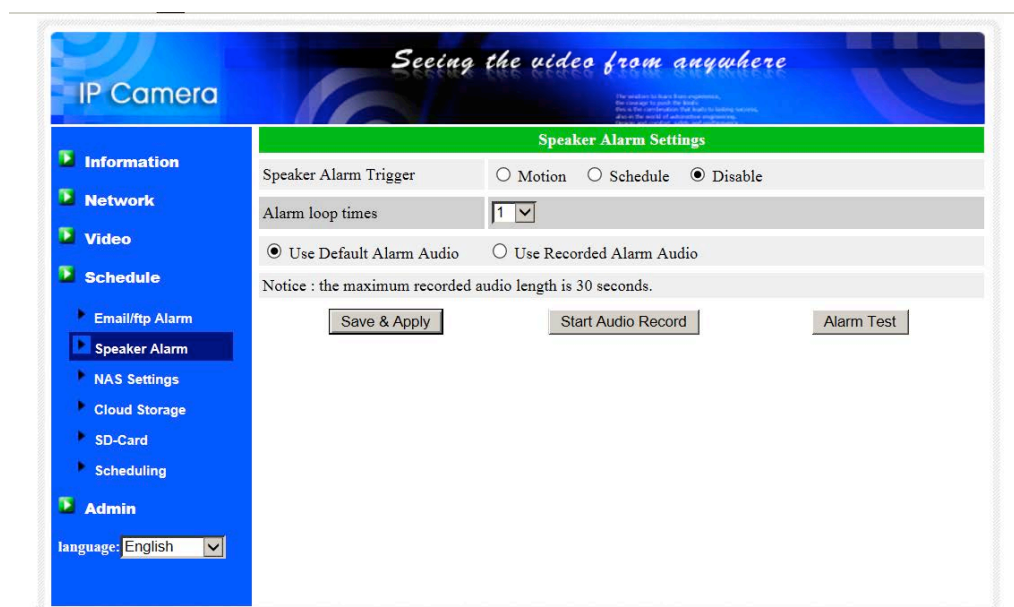 Seeing the video from anywhere
IP Camera
Information
Network
Video
Schedule
Email/ftp Alarm
Speaker Alarm
NAS Settings
Cloud Storage
SD-Card
Scheduling
Admin
language: English
Speaker Alarm Settings
Speaker Alarm Trigger Motion Schedule Disable
Alarm loop times 1
Use Default Alarm Audio Use Recorded Alarm Audio
Notice : the maximum recorded audio length is 30 seconds.
Save & Apply Start Audio Record Alarm Test